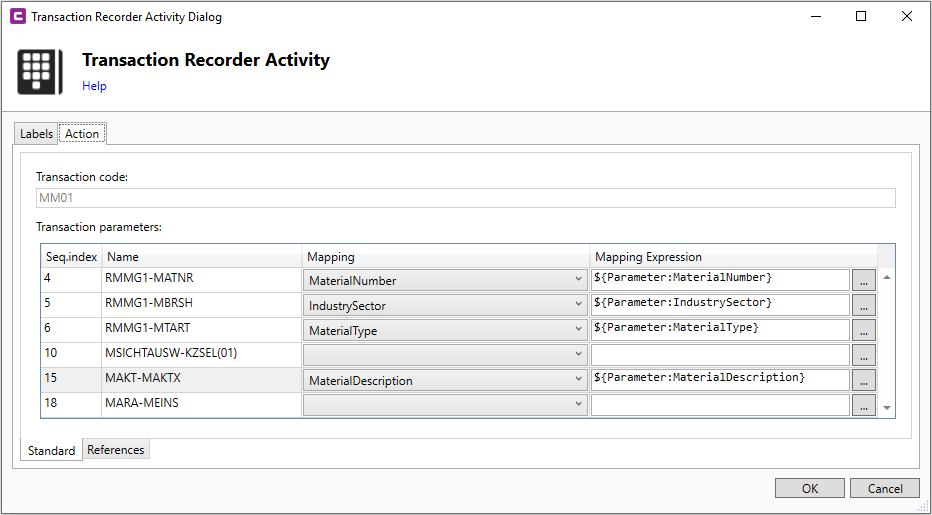 Transaction Recorder Activity Dialog
Transaction Recorder Activity
Help
Labels Action
Transaction code:
MM01
Transaction parameters:
Seq.index Name Mapping Mapping Expression
4 RMMG1-MATNR MaterialNumber ${Parameter:MaterialNumber} ...
5 RMMG1-MBRSH IndustrySector ${Parameter:IndustrySector} ...
6 RMMG1-MTART MaterialType ${Parameter:MaterialType} ...
10 MSICHTAUSW-KZSEL(01) ...
15 MAKT-MAKTX MaterialDescription ${Parameter:MaterialDescription} ...
18 MARA-MEINS ...
Standard References
OK Cancel